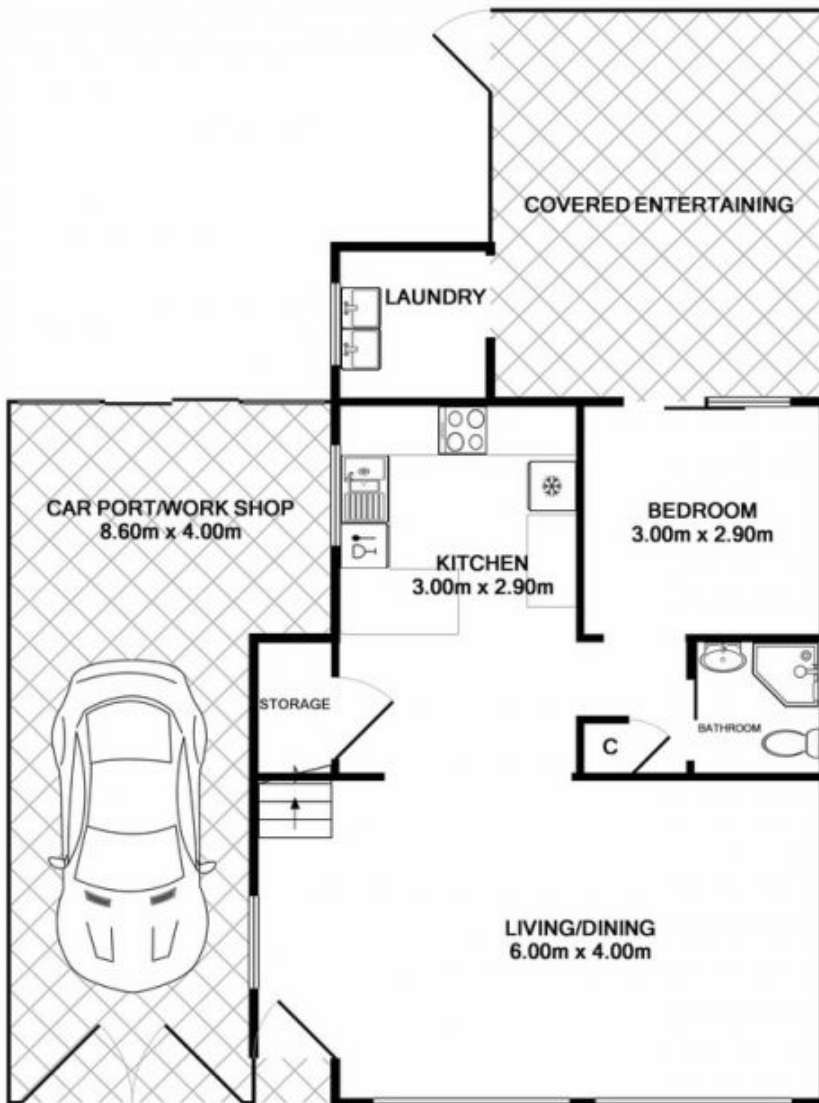 COVERED ENTERTAINING
LAUNDRY
CAR PORT/WORK SHOP
8.60m x 4.00m
BEDROOM
3.00m x 2.90m
KITCHEN
3.00m x 2.90m
STORAGE
BATHROOM
C
LIVING/DINING
6.00m x 4.00m